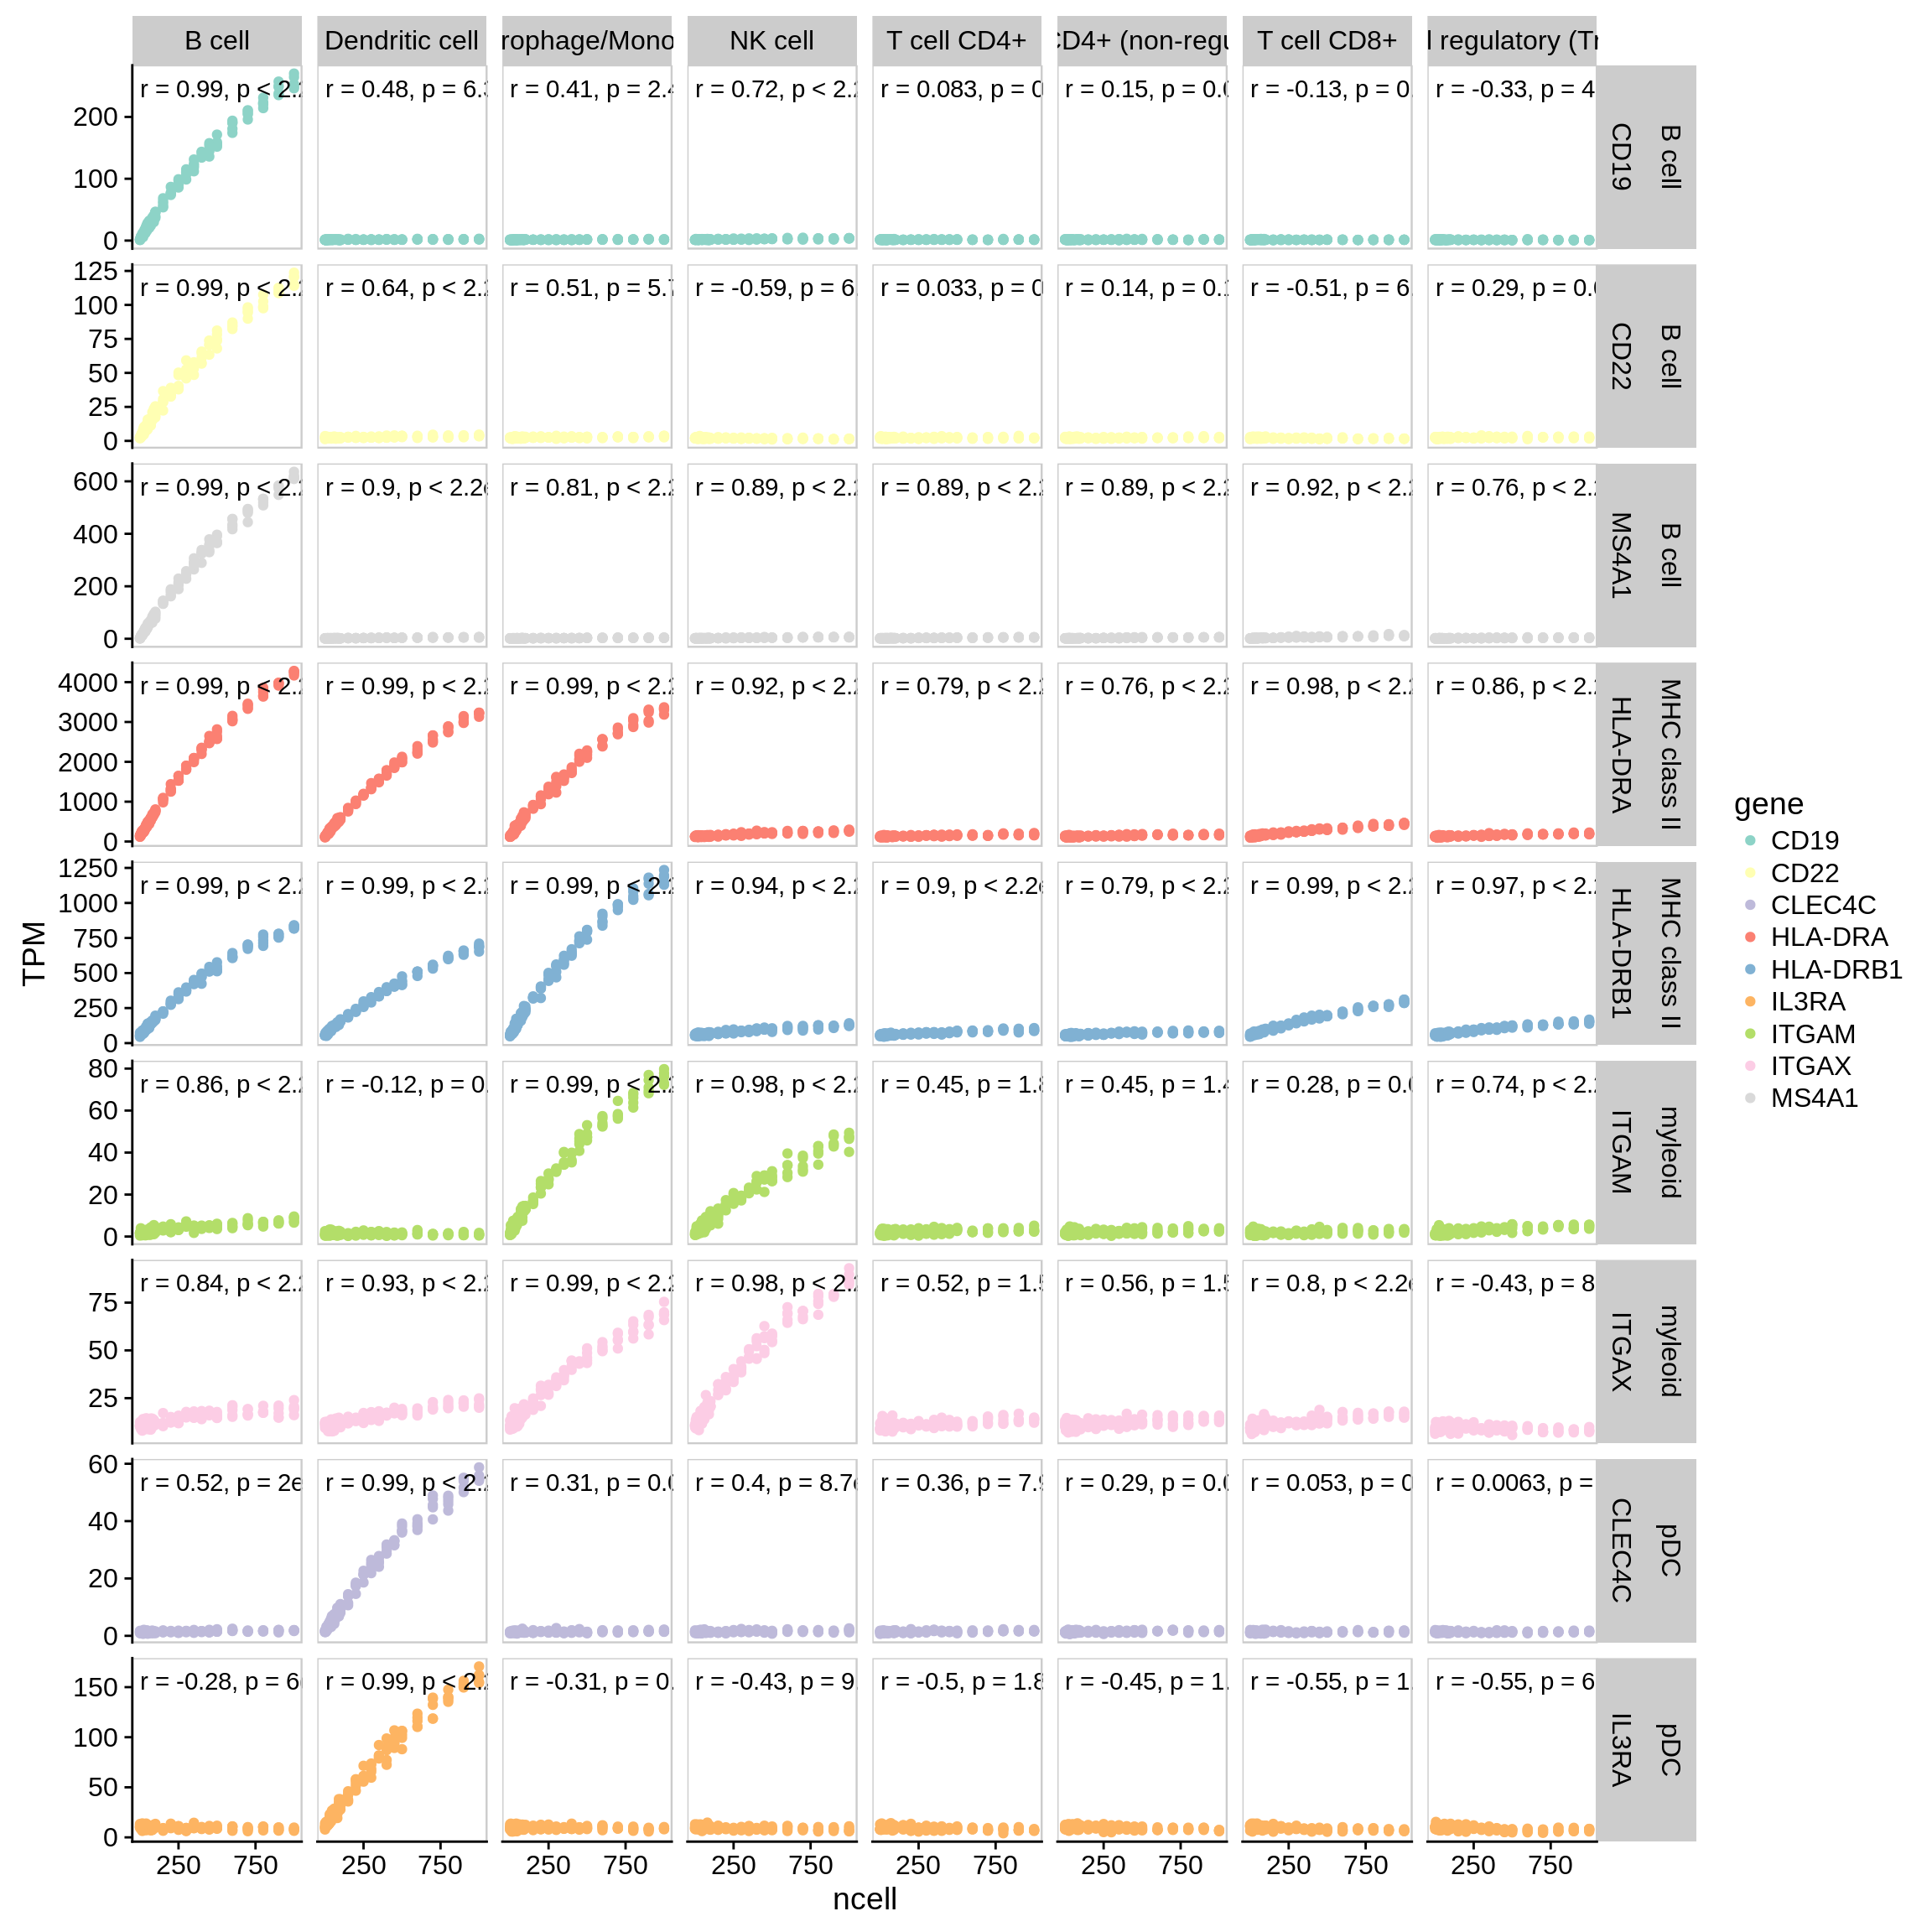 B cell Dendritic cell rophage/Mono NK cell T cell CD4+ CD4+ (non-regu T cell CD8+ l regulatory (Tr
r = 0.99, p < 2.2 r = 0.48, p = 6.3 r = 0.41, p = 2.4 r = 0.72, p < 2.2 r = 0.083, p = 0 r = 0.15, p = 0.0 r = -0.13, p = 0 r = -0.33, p = 4
200
100
0
CD19
B cell
r = 0.99, p < 2.2 r = 0.64, p < 2.2 r = 0.51, p = 5.7 r = -0.59, p = 6 r = 0.033, p = 0 r = 0.14, p = 0.1 r = -0.51, p = 6 r = 0.29, p = 0.0
125
100
75
50
25
0
CD22
B cell
r = 0.99, p < 2.2 r = 0.9, p < 2.2e r = 0.81, p < 2.2 r = 0.89, p < 2.2 r = 0.89, p < 2.2 r = 0.89, p < 2.2 r = 0.92, p < 2.2 r = 0.76, p < 2.2
600
400
200
0
MS4A1
B cell
r = 0.99, p < 2.2 r = 0.99, p < 2.2 r = 0.99, p < 2.2 r = 0.92, p < 2.2 r = 0.79, p < 2.2 r = 0.76, p < 2.2 r = 0.98, p < 2.2 r = 0.86, p < 2.2
4000
3000
2000
1000
0
HLA-DRA
MHC class II
r = 0.99, p < 2.2 r = 0.99, p < 2.2 r = 0.99, p < 2.2 r = 0.94, p < 2.2 r = 0.9, p < 2.2e r = 0.79, p < 2.2 r = 0.99, p < 2.2 r = 0.97, p < 2.2
1250
1000
750
500
250
0
HLA-DRB1
MHC class II
TPM
r = 0.86, p < 2.2 r = -0.12, p = 0. r = 0.99, p < 2.2 r = 0.98, p < 2.2 r = 0.45, p = 1.8 r = 0.45, p = 1.4 r = 0.28, p = 0.0 r = 0.74, p < 2.2
80
60
40
20
0
ITGAM
myleoid
r = 0.84, p < 2.2 r = 0.93, p < 2.2 r = 0.99, p < 2.2 r = 0.98, p < 2.2 r = 0.52, p = 1.5 r = 0.56, p = 1.5 r = 0.8, p < 2.2e r = -0.43, p = 8
75
50
25
ITGAX
myleoid
r = 0.52, p = 2e r = 0.99, p < 2.2 r = 0.31, p = 0.0 r = 0.4, p = 8.7e r = 0.36, p = 7.9 r = 0.29, p = 0.0 r = 0.053, p = 0 r = 0.0063, p =
60
40
20
0
CLEC4C
pDC
r = -0.28, p = 6 r = 0.99, p < 2.2 r = -0.31, p = 0. r = -0.43, p = 9 r = -0.5, p = 1.8 r = -0.45, p = 1. r = -0.55, p = 1 r = -0.55, p = 6
150
100
50
0
IL3RA
pDC
250 750 250 750 250 750 250 750 250 750 250 750 250 750 250 750
ncell
gene
CD19
CD22
CLEC4C
HLA-DRA
HLA-DRB1
IL3RA
ITGAM
ITGAX
MS4A1